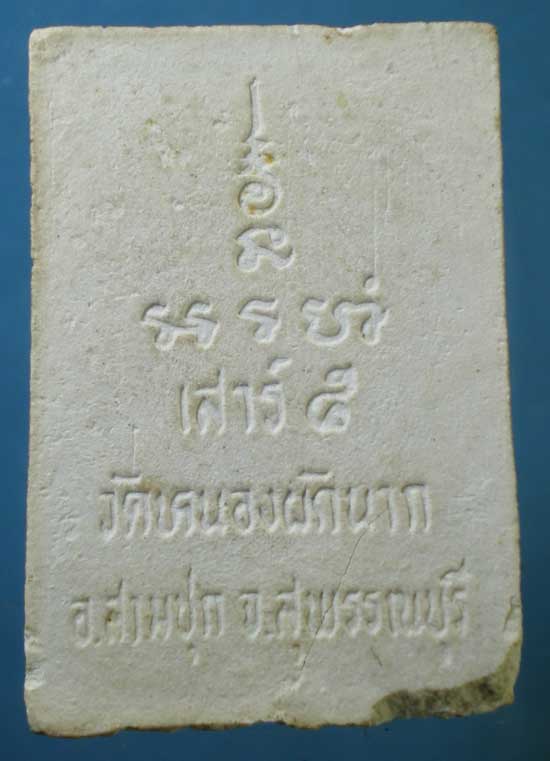 เสาร์ ๕
วัดหนองผักนาก
อ.สามชุก จ.สุพรรณบุรี